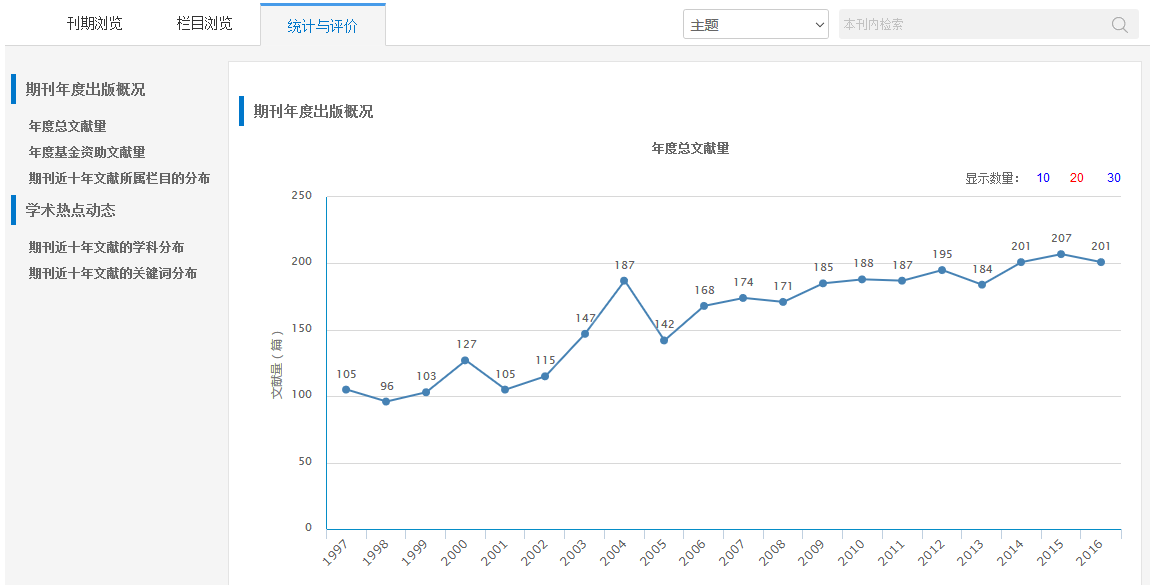 刊期浏览 栏目浏览 统计与评价 主题 本刊内检索
期刊年度出版概况
年度总文献量
年度基金资助文献量
期刊近十年文献所属栏目的分布
学术热点动态
期刊近十年文献的学科分布
期刊近十年文献的关键词分布
期刊年度出版概况
年度总文献量
显示数量: 10 20 30
文献量(篇)
250
200
150
100
50
0
105 96 103 127 105 115 147 187 142 168 174 171 185 188 187 195 184 201 207 201
1997 1998 1999 2000 2001 2002 2003 2004 2005 2006 2007 2008 2009 2010 2011 2012 2013 2014 2015 2016